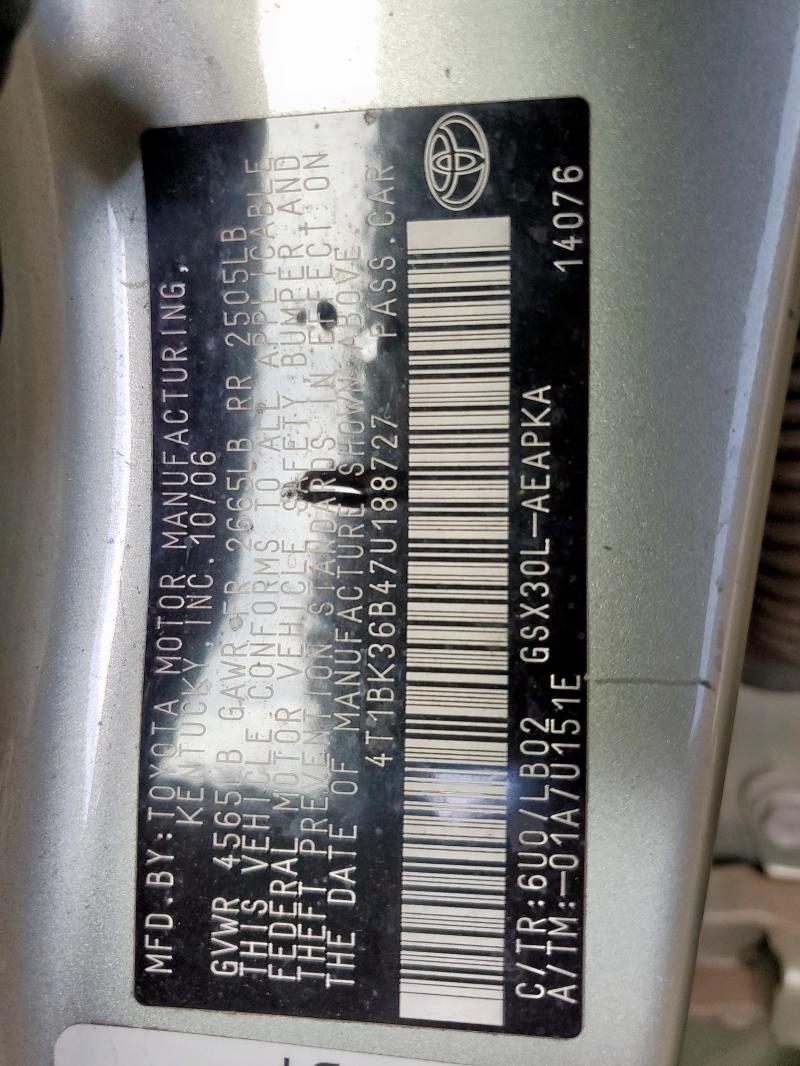 MFD.BY:TOYOTA MOTOR MANUFACTURING,
KENTUCKY INC. 10/06
GVWR 4565LB GAWR FR 2665LB RR 2505LB
THIS VEHICLE CONFORMS TO ALL APPLICABLE
FEDERAL MOTOR VEHICLE SAFETY BUMPER AND
THEFT PREVENTION STANDARDS IN EFFECT ON
THE DATE OF MANUFACTURE SHOWN ABOVE.
4T1BK36B47U188727 PASS.CAR
C/TR:6U0/LB02 GSX30L-AEAPKA
A/TM:-01A/U151E
14076